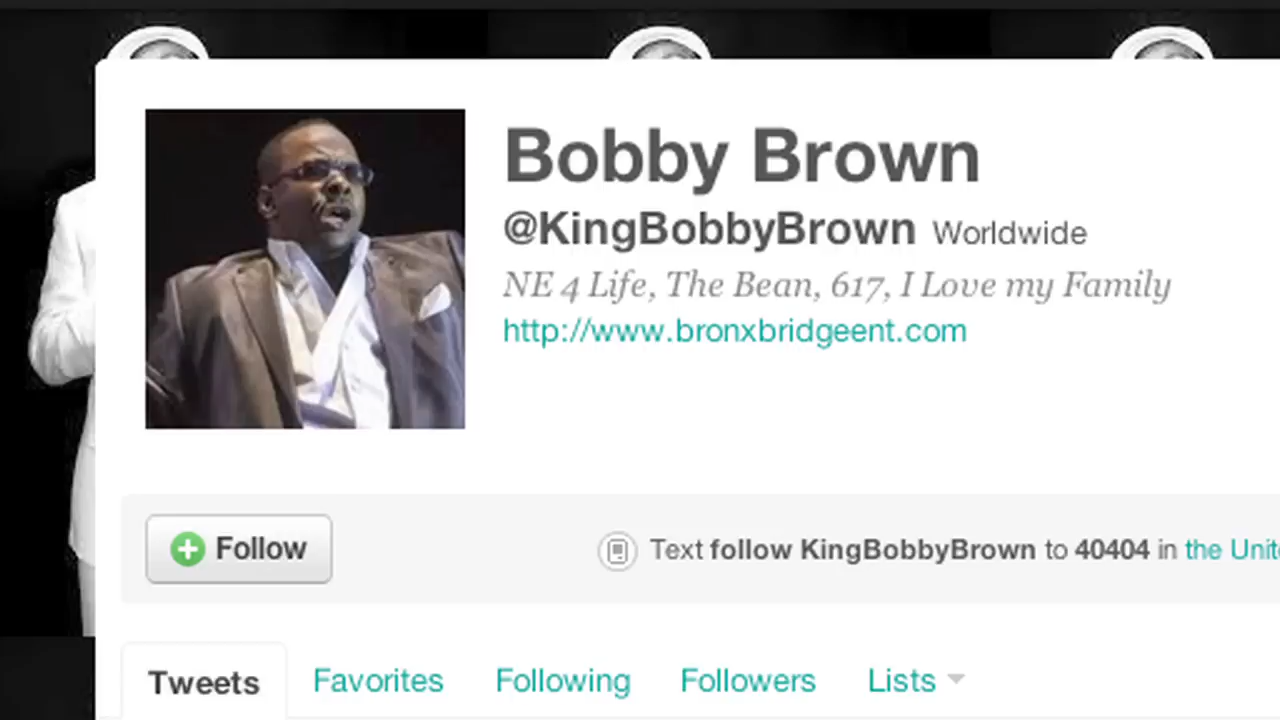 Bobby Brown
@KingBobbyBrown Worldwide
NE 4 Life, The Bean, 617, I Love my Family
http://www.bronxbridgeent.com
Follow
Text follow KingBobbyBrown to 40404 in the Unit
Tweets Favorites Following Followers Lists